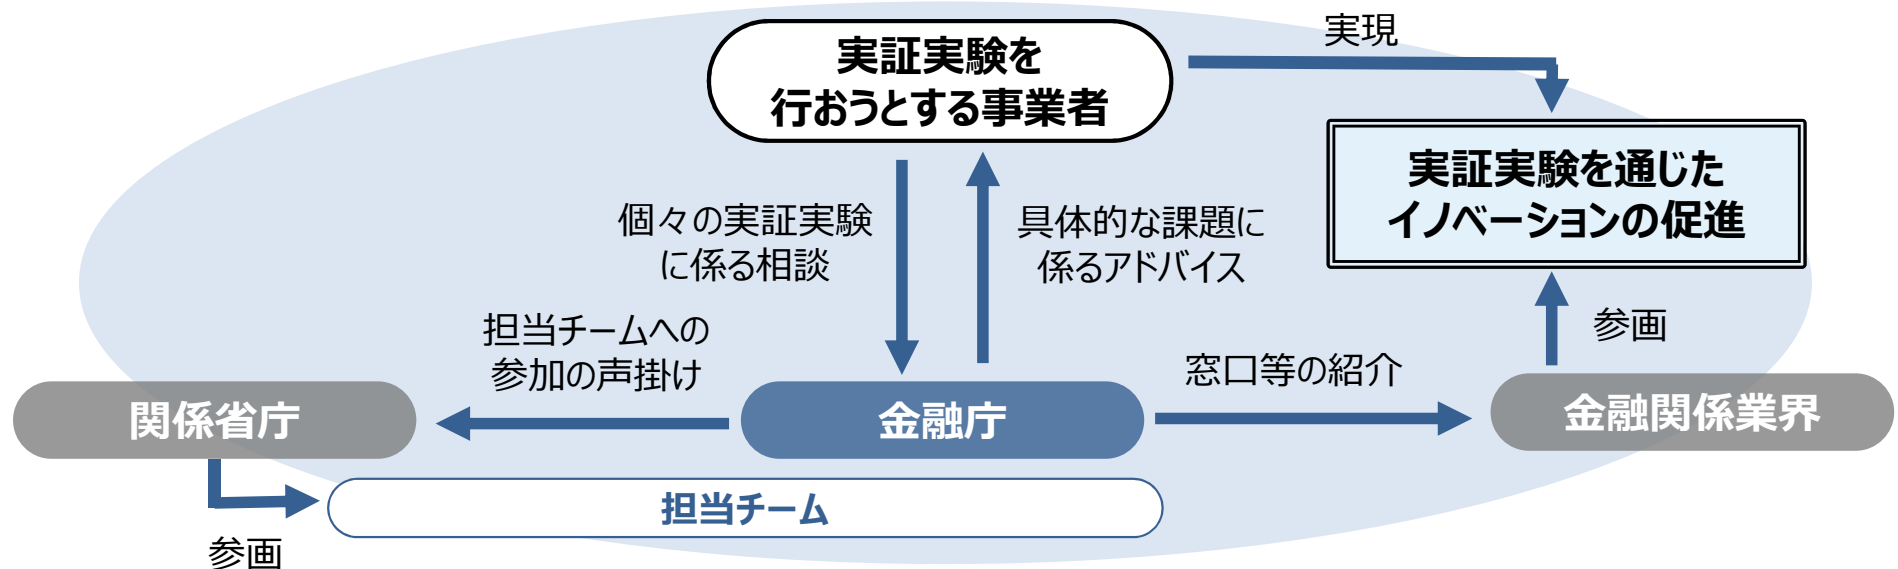 実現
実証実験を
行おうとする事業者
実証実験を通じた
イノベーションの促進
個々の実証実験
に係る相談
具体的な課題に
係るアドバイス
担当チームへの
参加の声掛け
窓口等の紹介
参画
関係省庁
金融庁
金融関係業界
担当チーム
参画